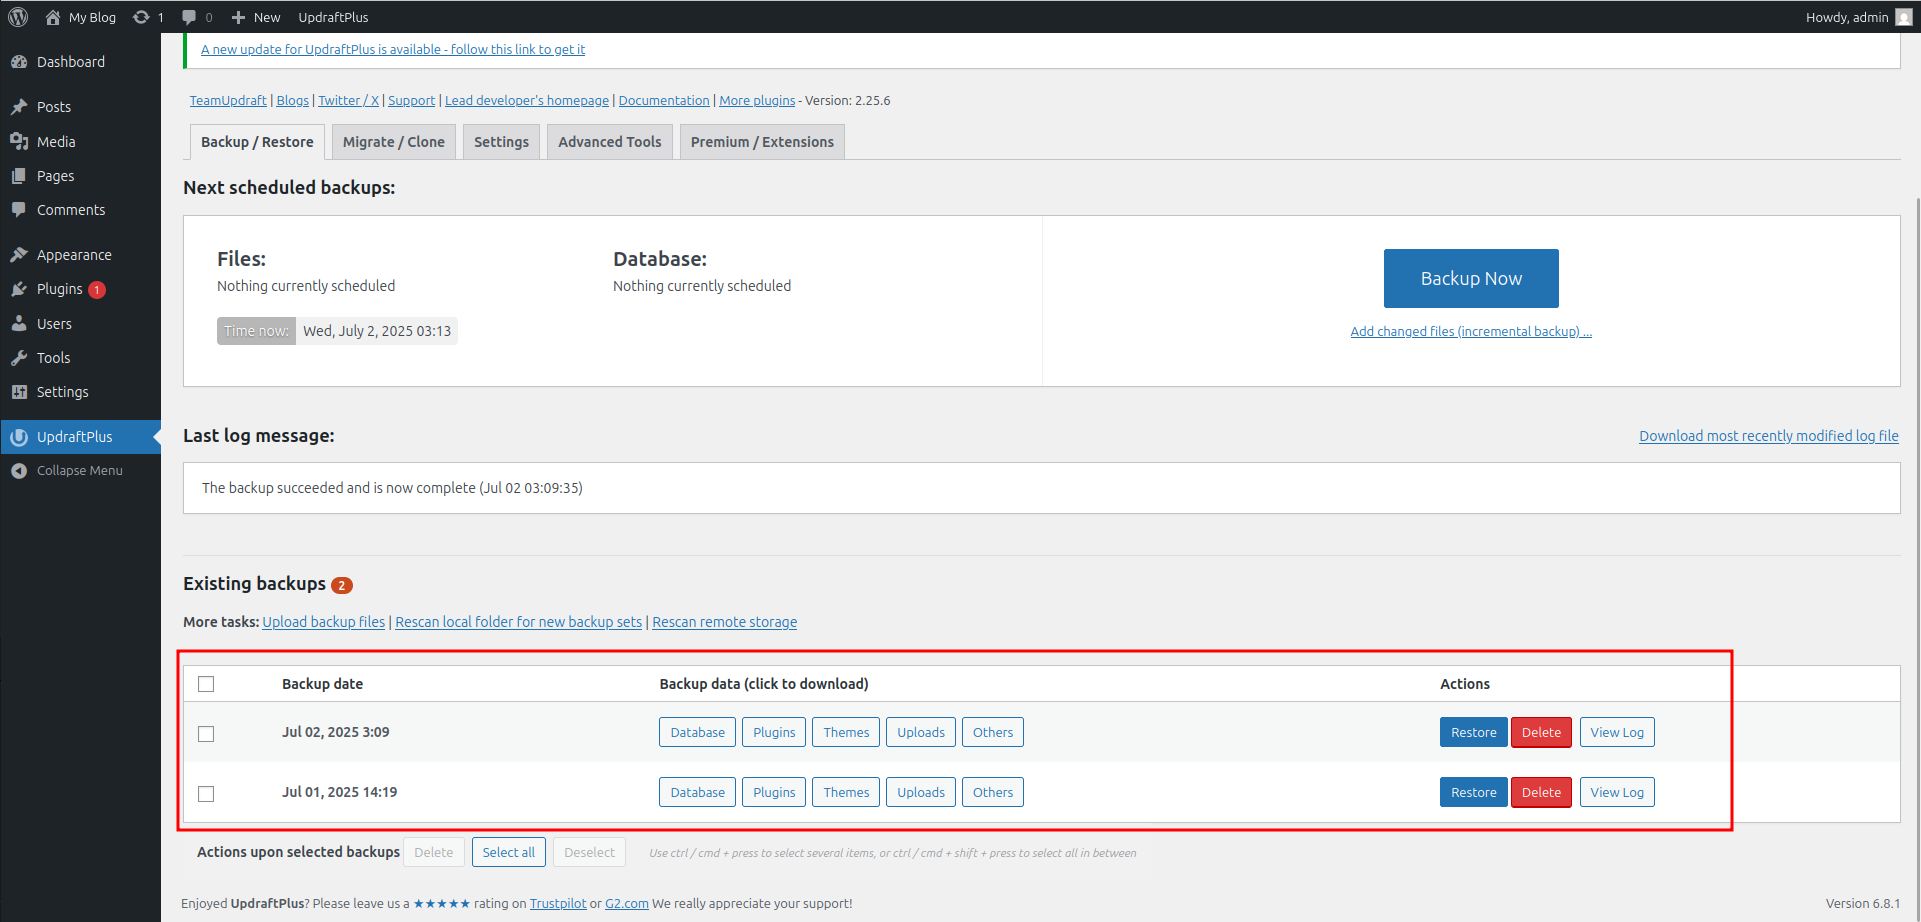 My Blog 1 0 New UpdraftPlus Howdy, admin
Dashboard
Posts
Media
Pages
Comments
Appearance
Plugins 1
Users
Tools
Settings
UpdraftPlus
Collapse Menu
A new update for UpdraftPlus is available - follow this link to get it
TeamUpdraft | Blogs | Twitter / X | Support | Lead developer's homepage | Documentation | More plugins - Version: 2.25.6
Backup / Restore Migrate / Clone Settings Advanced Tools Premium / Extensions
Next scheduled backups:
Files:
Nothing currently scheduled
Database:
Nothing currently scheduled
Time now: Wed, July 2, 2025 03:13
Backup Now
Add changed files (incremental backup) ...
Last log message:
Download most recently modified log file
The backup succeeded and is now complete (Jul 02 03:09:35)
Existing backups 2
More tasks: Upload backup files | Rescan local folder for new backup sets | Rescan remote storage
Backup date Backup data (click to download) Actions
Jul 02, 2025 3:09 Database Plugins Themes Uploads Others Restore Delete View Log
Jul 01, 2025 14:19 Database Plugins Themes Uploads Others Restore Delete View Log
Actions upon selected backups Delete Select all Deselect Use ctrl / cmd + press to select several items, or ctrl / cmd + shift + press to select all in between
Enjoyed UpdraftPlus? Please leave us a ★★★★★ rating on Trustpilot or G2.com We really appreciate your support! Version 6.8.1